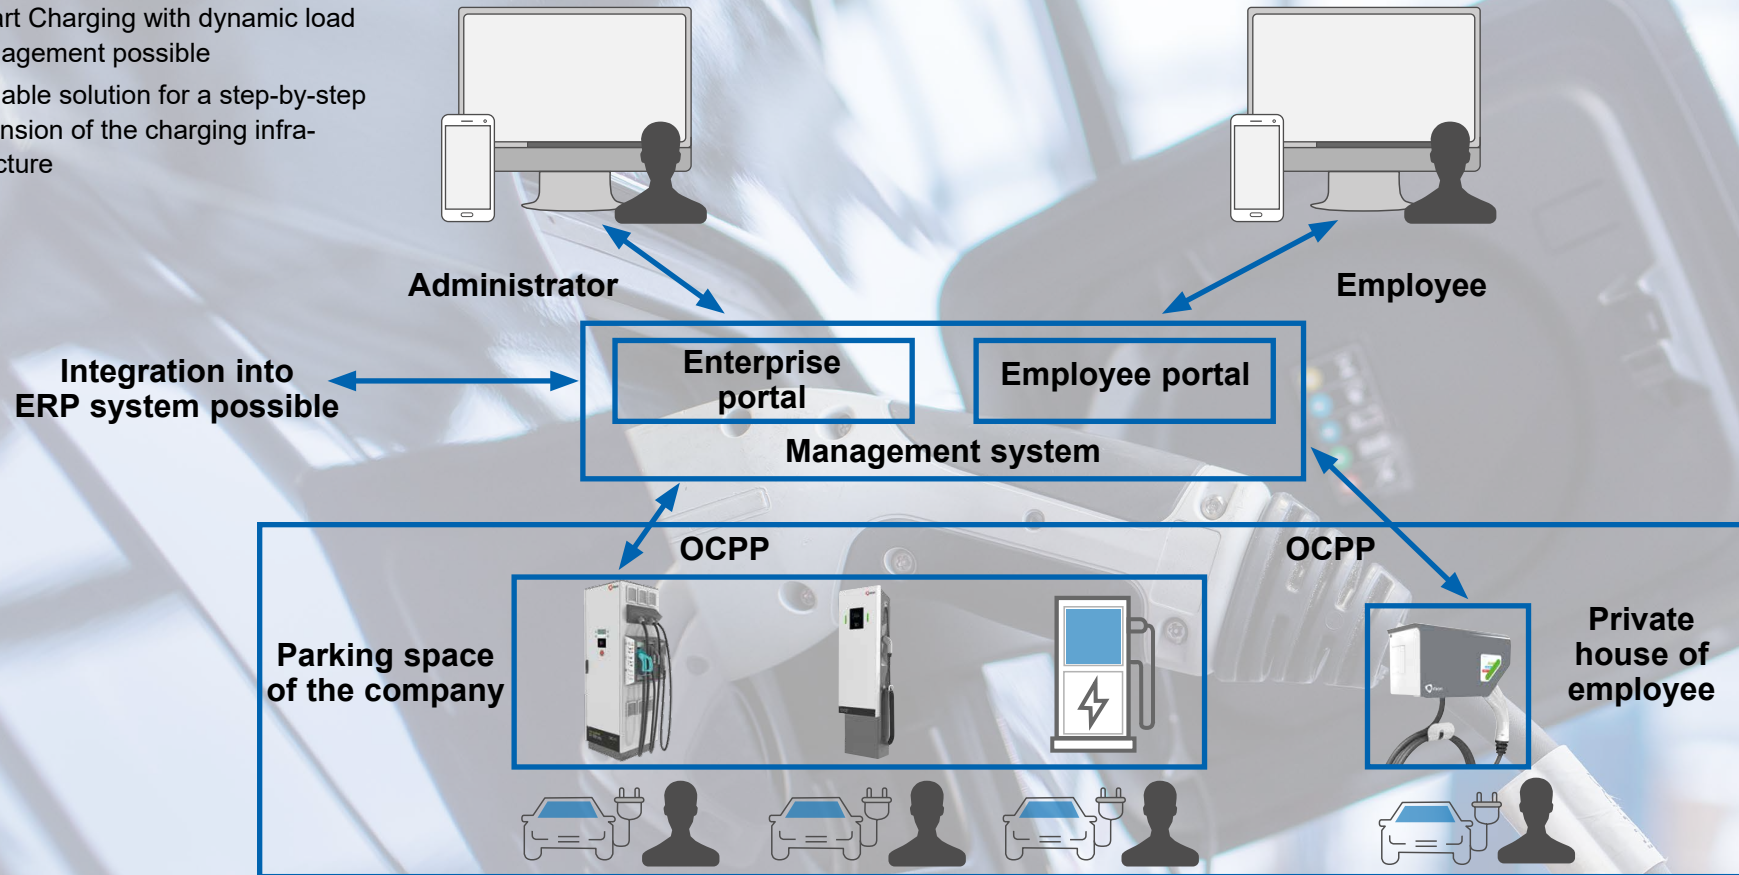 art Charging with dynamic load
agement possible
able solution for a step-by-step
nsion of the charging infra-
cture
Administrator
Employee
Integration into
ERP system possible
Enterprise
portal
Employee portal
Management system
OCPP
OCPP
Parking space
of the company
Private
house of
employee